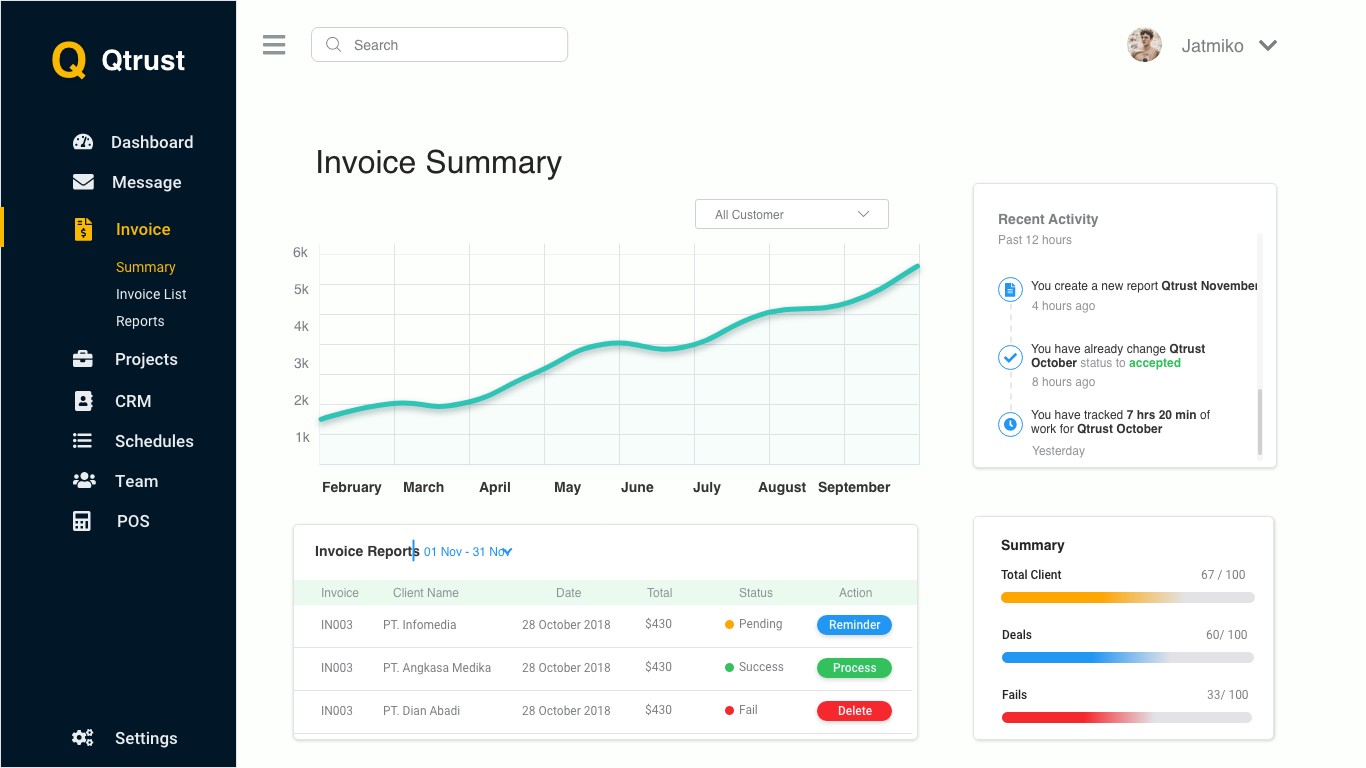 Q Qtrust
Dashboard
Message
Invoice
Summary
Invoice List
Reports
Projects
CRM
Schedules
Team
POS
Settings
Search
Jatmiko
Invoice Summary
All Customer
6k
5k
4k
3k
2k
1k
February March April May June July August September
Invoice Reports 01 Nov - 31 Nov
Invoice Client Name Date Total Status Action
IN003 PT. Infomedia 28 October 2018 $430 Pending Reminder
IN003 PT. Angkasa Medika 28 October 2018 $430 Success Process
IN003 PT. Dian Abadi 28 October 2018 $430 Fail Delete
Recent Activity
Past 12 hours
You create a new report Qtrust November
4 hours ago
You have already change Qtrust
October status to accepted
8 hours ago
You have tracked 7 hrs 20 min of
work for Qtrust October
Yesterday
Summary
Total Client 67 / 100
Deals 60/ 100
Fails 33/ 100